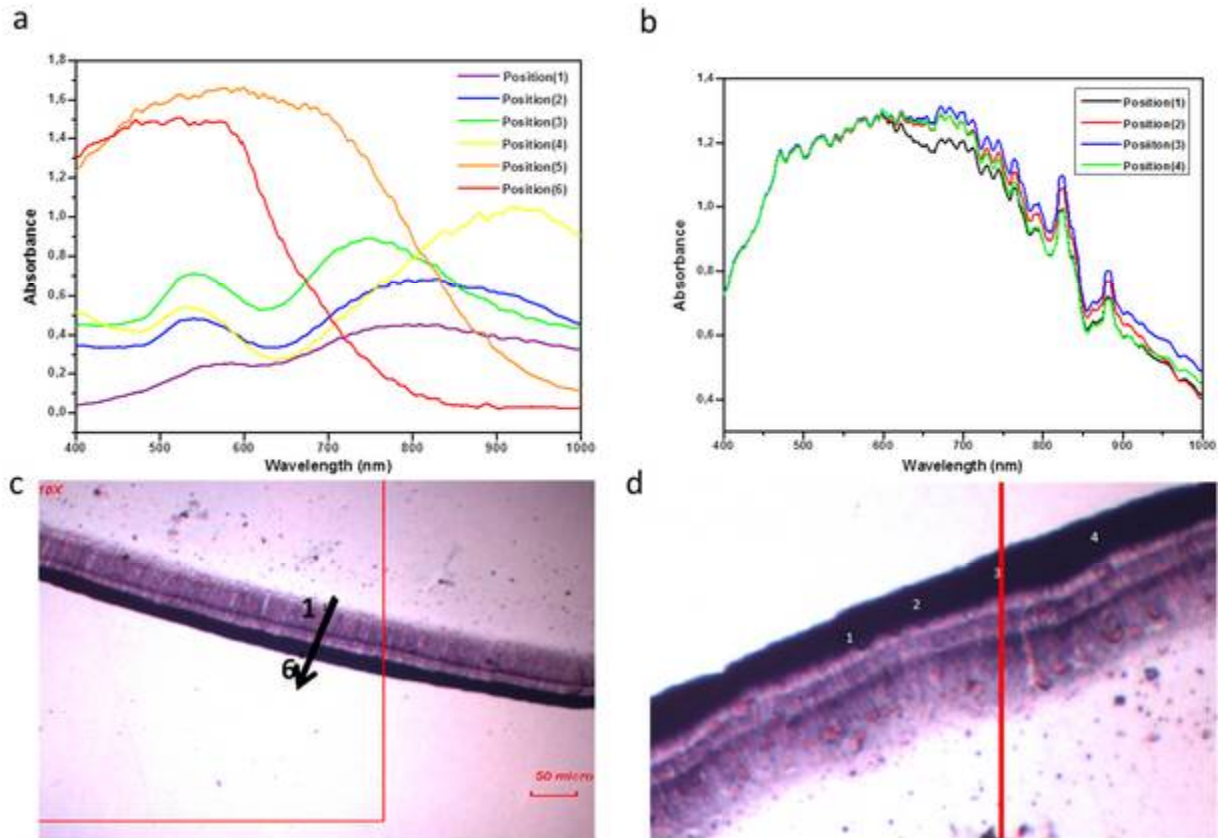 a
1,8
1,6
1,4
1,2
1,0
0,8
0,6
0,4
0,2
0,0
400 500 600 700 800 900 1000
Absorbance
Wavelength (nm)
Position(1)
Position(2)
Position(3)
Position(4)
Position(5)
Position(6)
b
1,4
1,2
1,0
0,8
0,6
0,4
400 500 600 700 800 900 1000
Absorbance
Wavelength (nm)
Position(1)
Position(2)
Posiiton(3)
Position(4)
c
10X
1
6
50 micro
d
4
3
2
1